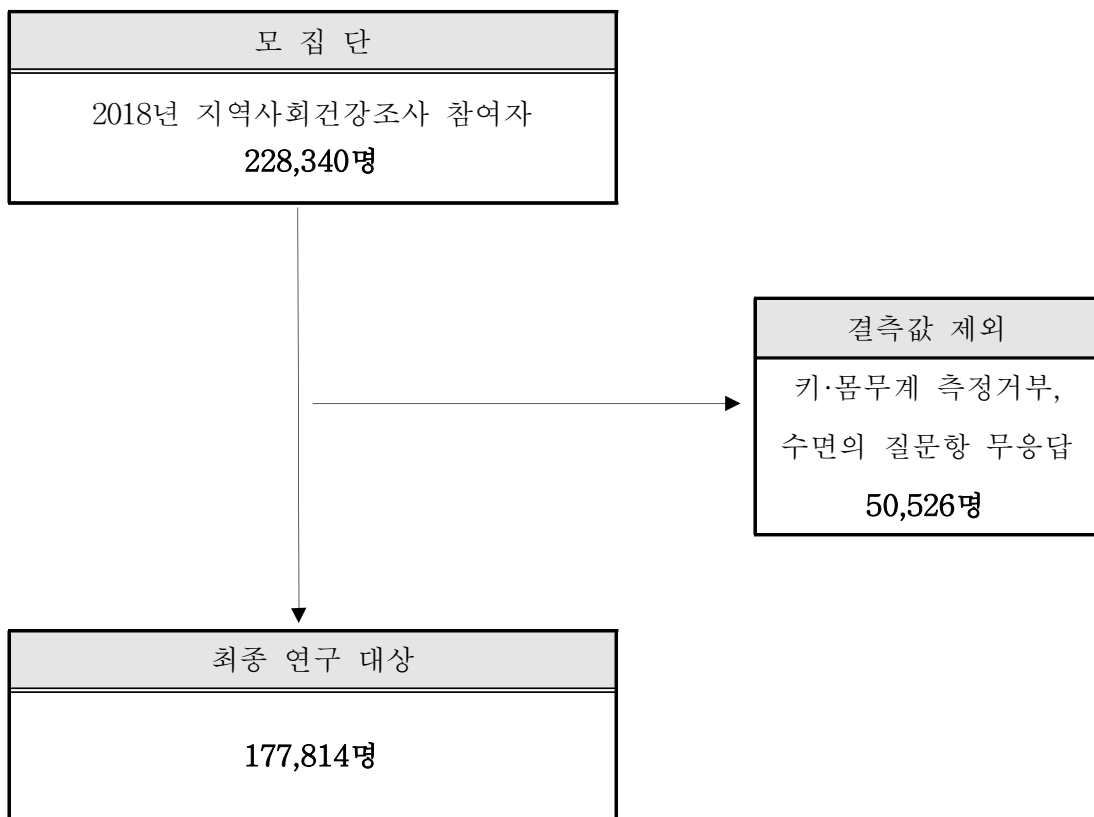 모 집 단
2018년 지역사회건강조사 참여자
228,340명
결측값 제외
키·몸무게 측정거부,
수면의 질문항 무응답
50,526명
최종 연구 대상
177,814명